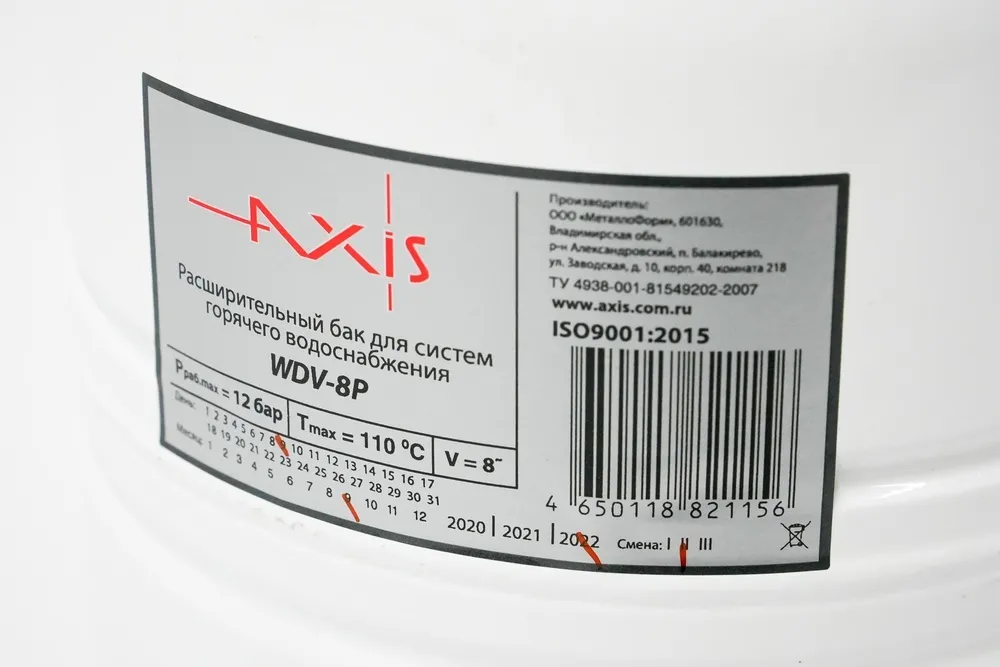 AXIS
Расширительный бак для систем
горячего водоснабжения
WDV-8P
Pраб.max = 12 бар
Tmax = 110 ºC
V = 8
День: 1 2 3 4 5 6 7 8 9 10 11 12 13 14 15 16 17
18 19 20 21 22 23 24 25 26 27 28 29 30 31
Месяц: 1 2 3 4 5 6 7 8 9 10 11 12
2020 | 2021 | 2022
Смена: I II III
Производитель:
ООО «МеталлоФорм», 601630,
Владимирская обл.,
р-н Александровский, п. Балакирево,
ул. Заводская, д. 10, корп. 40, комната 218
ТУ 4938-001-81549202-2007
www.axis.com.ru
ISO9001:2015
4 650118 821156